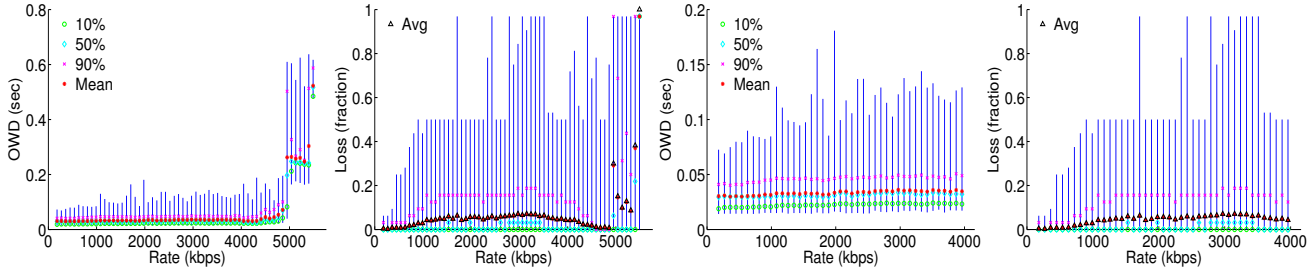 OWD (sec)
0.8
0.6
0.4
0.2
0
10%
50%
90%
Mean
0 1000 2000 3000 4000 5000
Rate (kbps)
Loss (fraction)
1
0.8
0.6
0.4
0.2
0
Avg
1000 2000 3000 4000 5000
Rate (kbps)
OWD (sec)
0.2
0.15
0.1
0.05
0
10%
50%
90%
Mean
0 1000 2000 3000 4000
Rate (kbps)
Loss (fraction)
1
0.8
0.6
0.4
0.2
0
Avg
0 1000 2000 3000 4000
Rate (kbps)